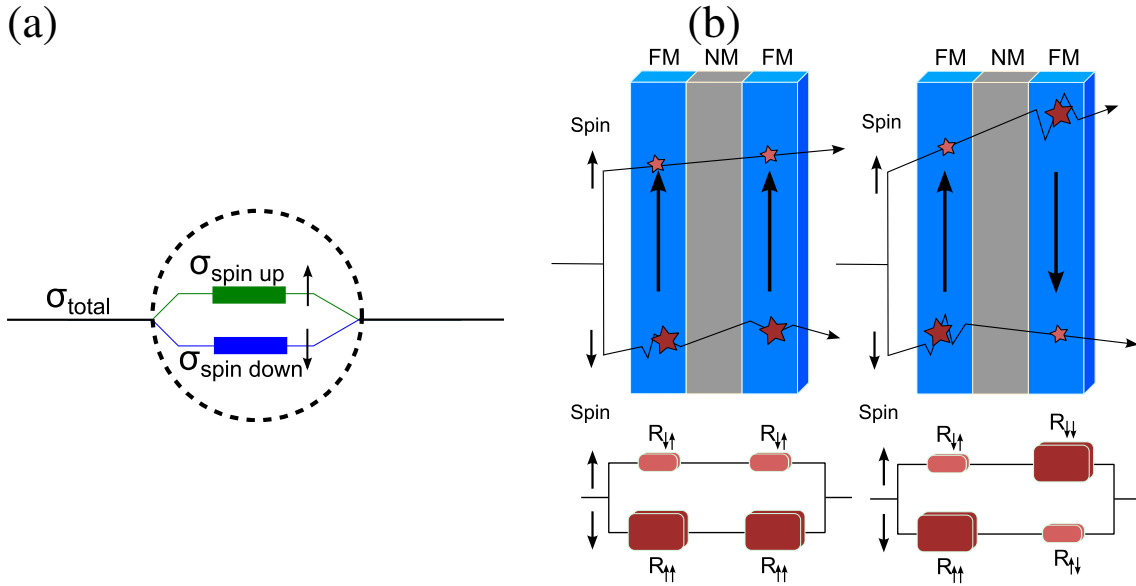 (a)
σtotal
σspin up
σspin down
(b)
FM NM FM
Spin
FM NM FM
Spin
Spin
R↓↑ R↓↑
R↑↑ R↑↑
Spin
R↓↑ R↓↓
R↑↑ R↑↓